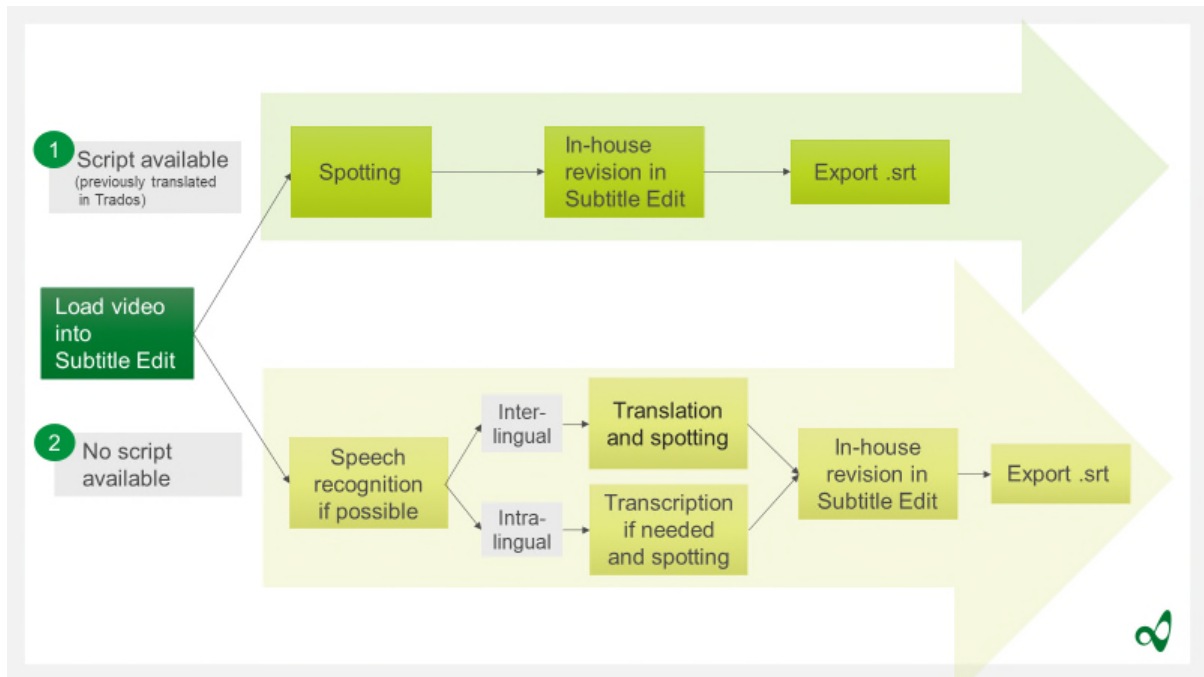 1
Script available
(previously translated
in Trados)
Spotting
In-house
revision in
Subtitle Edit
Export .srt
Load video
into
Subtitle Edit
2
No script
available
Speech
recognition
if possible
Inter-
lingual
Translation
and spotting
Intra-
lingual
Transcription
if needed
and spotting
In-house
revision in
Subtitle Edit
Export .srt